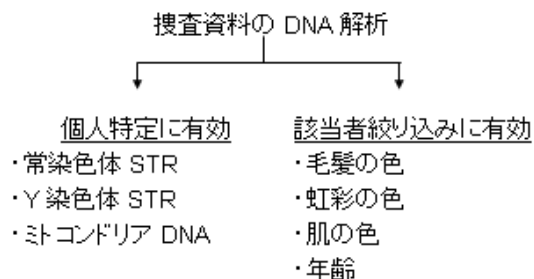 捜査資料の DNA 解析
個人特定に有効
・常染色体 STR
・Y 染色体 STR
・ミトコンドリア DNA
該当者絞り込みに有効
・毛髪の色
・虹彩の色
・肌の色
・年齢